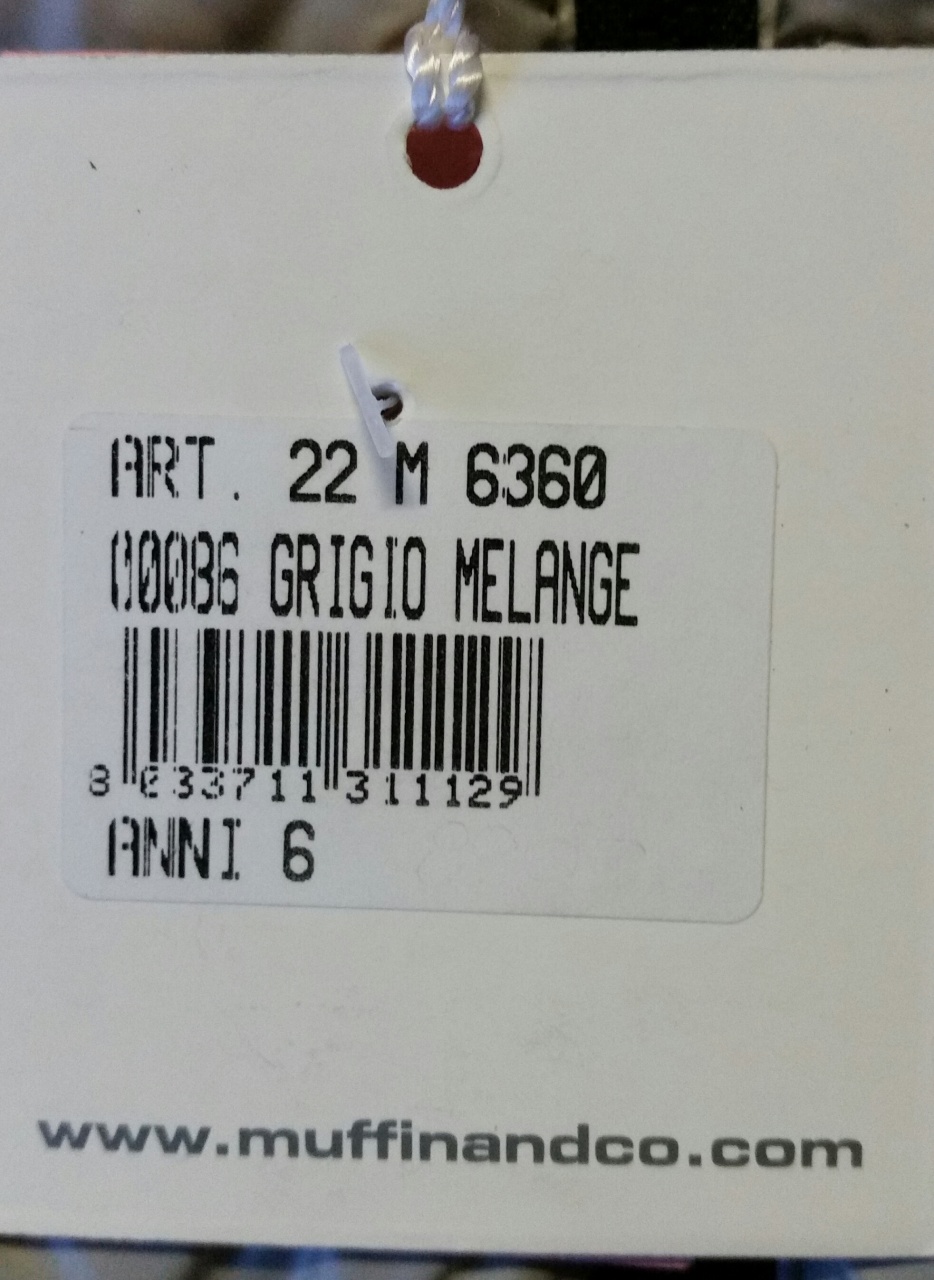 ART. 22 M 6360
00086 GRIGIO MELANGE
8 033711 311129
ANNI 6
www.muffinandco.com